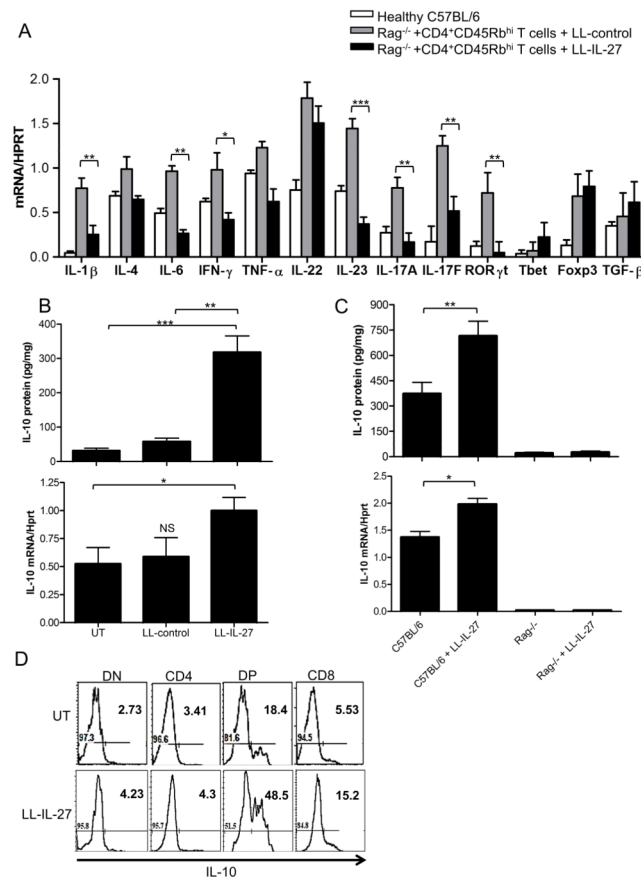 Healthy C57BL/6
Rag-/- +CD4+CD45Rbhi T cells + LL-control
Rag-/- +CD4+CD45Rbhi T cells + LL-IL-27
A
mRNA/HPRT
2.0
1.5
1.0
0.5
0.0
** ** * *** ** ** **
IL-1β IL-4 IL-6 IFN-γ TNF-α IL-22 IL-23 IL-17A IL-17F RORγt Tbet Foxp3 TGF-β
B
IL-10 protein (pg/mg)
400
300
200
100
0
**
***
IL-10 mRNA/Hprt
1.25
1.00
0.75
0.50
0.25
0.00
*
NS
UT LL-control LL-IL-27
C
IL-10 protein (pg/mg)
900
750
600
450
300
150
0
**
IL-10 mRNA/Hprt
2.5
2.0
1.5
1.0
0.5
0.0
*
C57BL/6
C57BL/6 + LL-IL-27
Rag-/-
Rag-/- + LL-IL-27
D
DN CD4 DP CD8
UT
2.73 3.41 18.4 5.53
97.3 96.6 81.6 94.5
LL-IL-27
4.23 4.3 48.5 15.2
95.8 95.7 51.5 84.8
IL-10